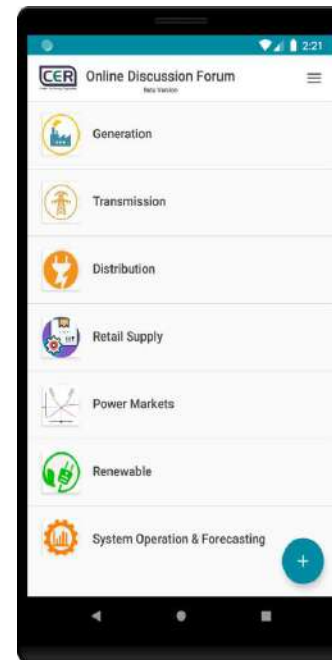 2:21
CER
Online Discussion Forum
Beta Version
Generation
Transmission
Distribution
Retail Supply
Power Markets
Renewable
System Operation & Forecasting
+